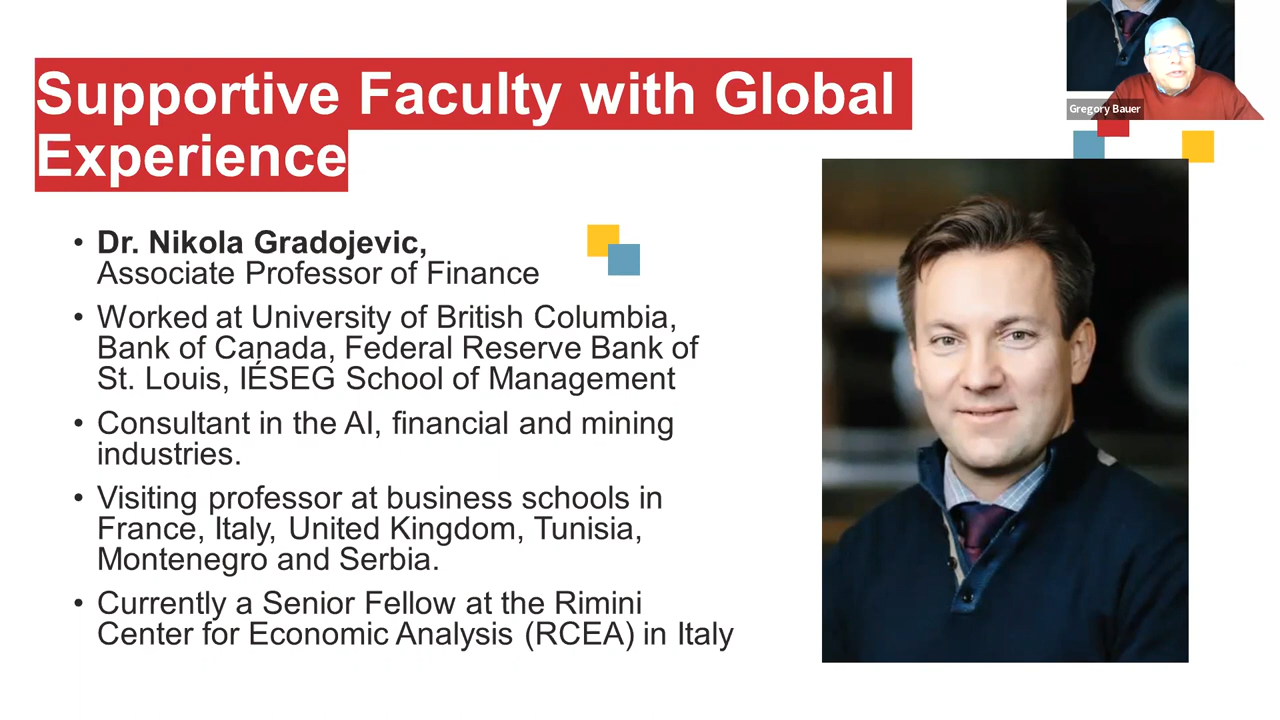 Supportive Faculty with Global
Experience
Gregory Bauer
• Dr. Nikola Gradojevic,
Associate Professor of Finance
• Worked at University of British Columbia,
Bank of Canada, Federal Reserve Bank of
St. Louis, IÉSEG School of Management
• Consultant in the AI, financial and mining
industries.
• Visiting professor at business schools in
France, Italy, United Kingdom, Tunisia,
Montenegro and Serbia.
• Currently a Senior Fellow at the Rimini
Center for Economic Analysis (RCEA) in Italy